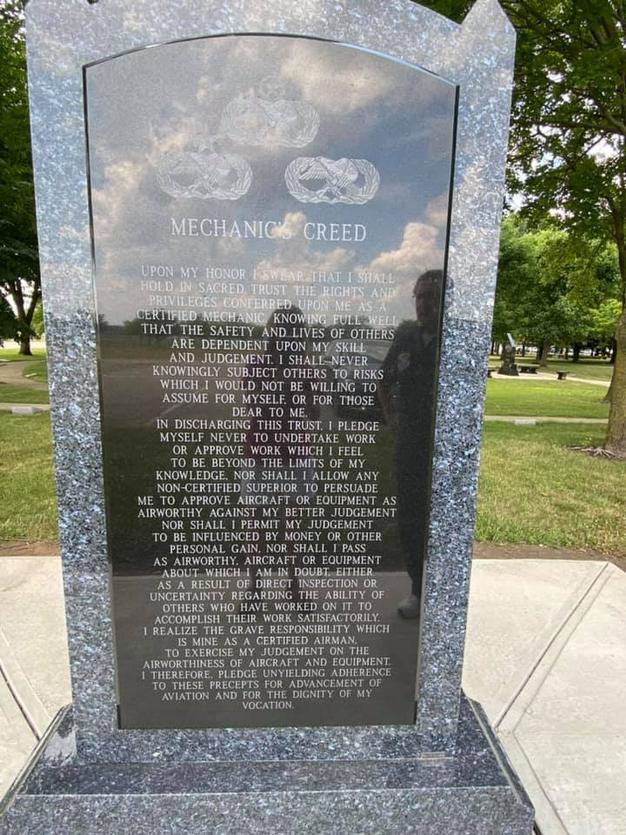 MECHANIC'S CREED
UPON MY HONOR I SWEAR THAT I SHALL
HOLD IN SACRED TRUST THE RIGHTS AND
PRIVILEGES CONFERRED UPON ME AS A
CERTIFIED MECHANIC. KNOWING FULL WELL
THAT THE SAFETY AND LIVES OF OTHERS
ARE DEPENDENT UPON MY SKILL
AND JUDGEMENT, I SHALL NEVER
KNOWINGLY SUBJECT OTHERS TO RISKS
WHICH I WOULD NOT BE WILLING TO
ASSUME FOR MYSELF, OR FOR THOSE
DEAR TO ME.
IN DISCHARGING THIS TRUST, I PLEDGE
MYSELF NEVER TO UNDERTAKE WORK
OR APPROVE WORK WHICH I FEEL
TO BE BEYOND THE LIMITS OF MY
KNOWLEDGE, NOR SHALL I ALLOW ANY
NON-CERTIFIED SUPERIOR TO PERSUADE
ME TO APPROVE AIRCRAFT OR EQUIPMENT AS
AIRWORTHY AGAINST MY BETTER JUDGEMENT
NOR SHALL I PERMIT MY JUDGEMENT
TO BE INFLUENCED BY MONEY OR OTHER
PERSONAL GAIN, NOR SHALL I PASS
AS AIRWORTHY, AIRCRAFT OR EQUIPMENT
ABOUT WHICH I AM IN DOUBT, EITHER
AS A RESULT OF DIRECT INSPECTION OR
UNCERTAINTY REGARDING THE ABILITY OF
OTHERS WHO HAVE WORKED ON IT TO
ACCOMPLISH THEIR WORK SATISFACTORILY.
I REALIZE THE GRAVE RESPONSIBILITY WHICH
IS MINE AS A CERTIFIED AIRMAN,
TO EXERCISE MY JUDGEMENT ON THE
AIRWORTHINESS OF AIRCRAFT AND EQUIPMENT.
I THEREFORE, PLEDGE UNYIELDING ADHERENCE
TO THESE PRECEPTS FOR ADVANCEMENT OF
AVIATION AND FOR THE DIGNITY OF MY
VOCATION.